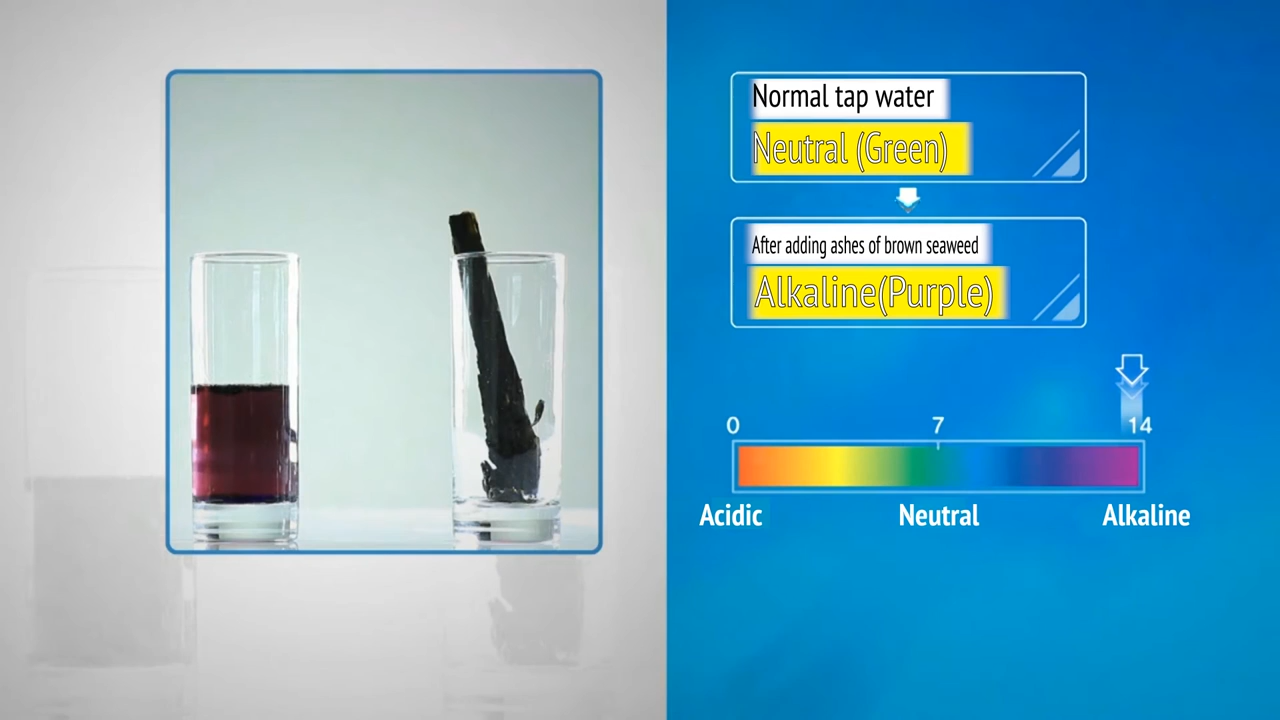 Normal tap water
Neutral (Green)
After adding ashes of brown seaweed
Alkaline(Purple)
0 7 14
Acidic Neutral Alkaline